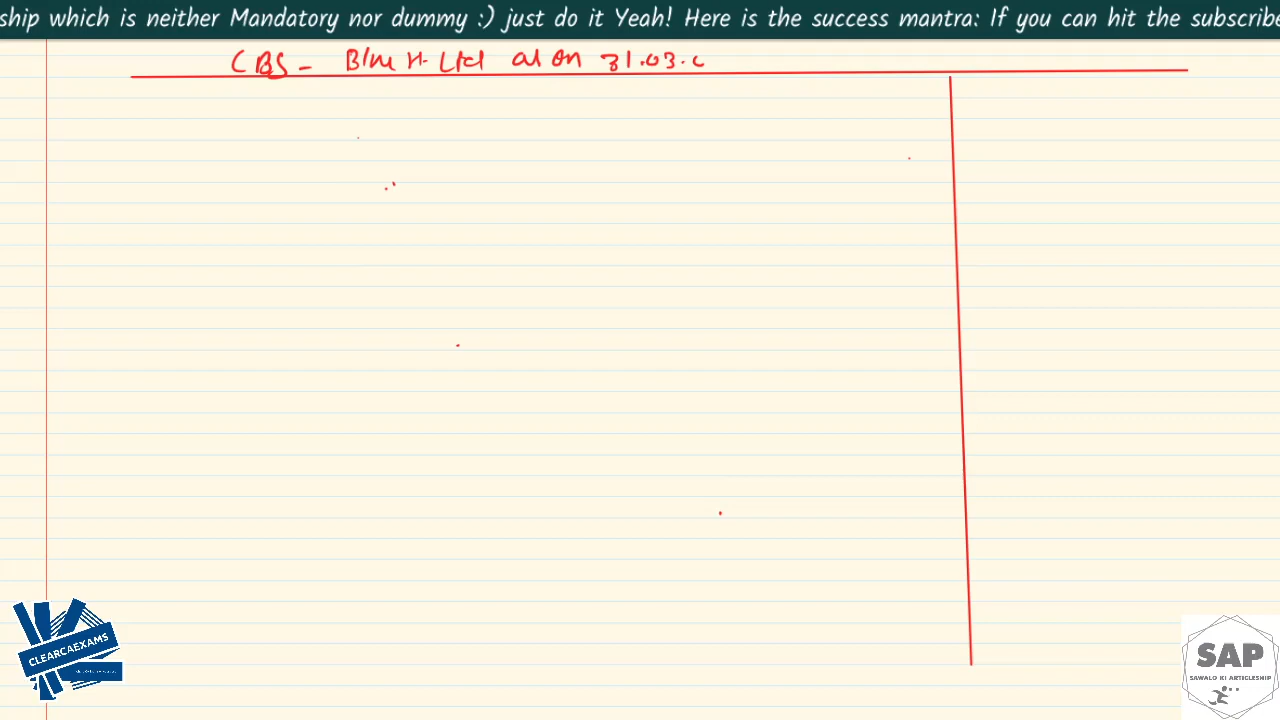 ship which is neither Mandatory nor dummy :) just do it Yeah! Here is the success mantra: If you can hit the subscribe
CBS - Blue H. Ltd as on 31.03.
CLEARCAEXAMS
SAP
SAWALO KI ARTICLESHIP